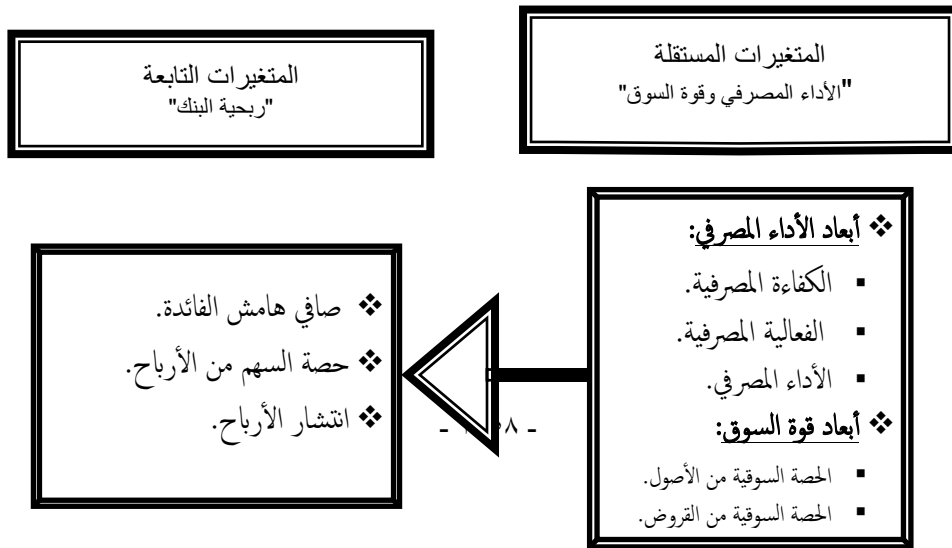 المتغيرات المستقلة
"الأداء المصرفي وقوة السوق"
المتغيرات التابعة
"ربحية البنك"
❖ أبعاد الأداء المصرفي:
▪ الكفاءة المصرفية.
▪ الفعالية المصرفية.
▪ الأداء المصرفي.
❖ أبعاد قوة السوق:
▪ الحصة السوقية من الأصول.
▪ الحصة السوقية من القروض.
❖ صافي هامش الفائدة.
❖ حصة السهم من الأرباح.
❖ انتشار الأرباح.